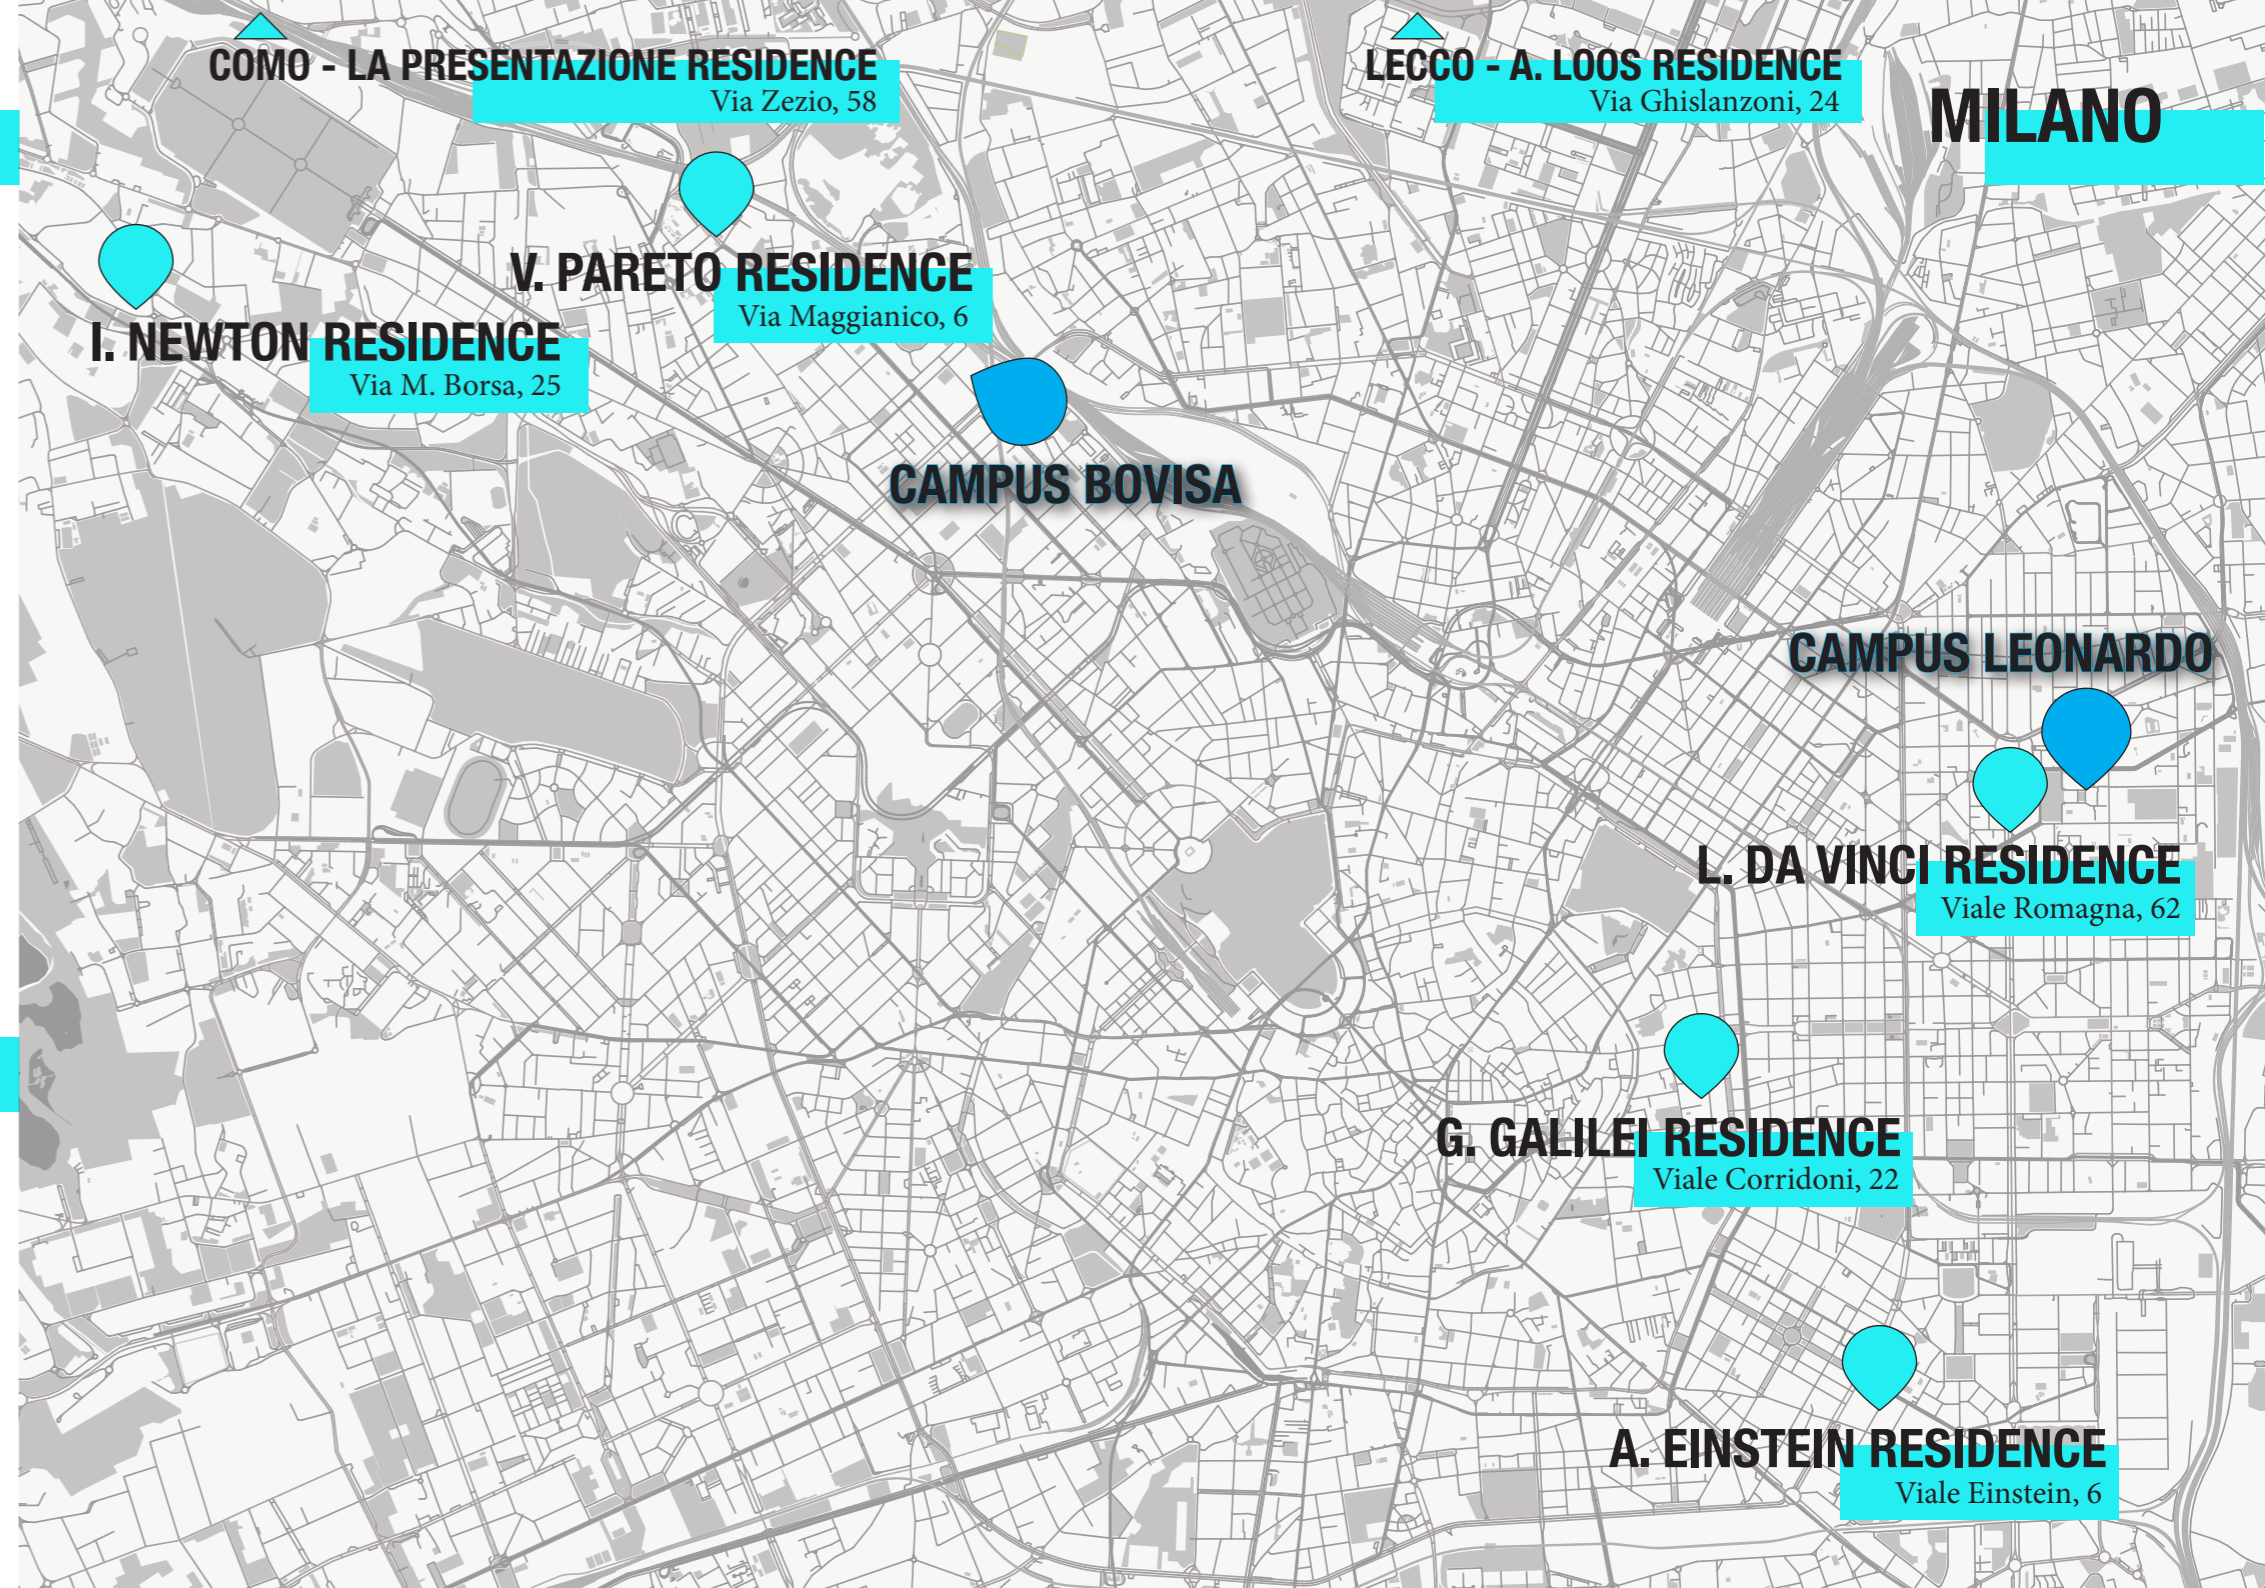 COMO - LA PRESENTAZIONE RESIDENCE
Via Zezio, 58
LECCO - A. LOOS RESIDENCE
Via Ghislanzoni, 24
MILANO
V. PARETO RESIDENCE
Via Maggianico, 6
I. NEWTON RESIDENCE
Via M. Borsa, 25
CAMPUS BOVISA
CAMPUS LEONARDO
L. DA VINCI RESIDENCE
Viale Romagna, 62
G. GALILEI RESIDENCE
Viale Corridoni, 22
A. EINSTEIN RESIDENCE
Viale Einstein, 6